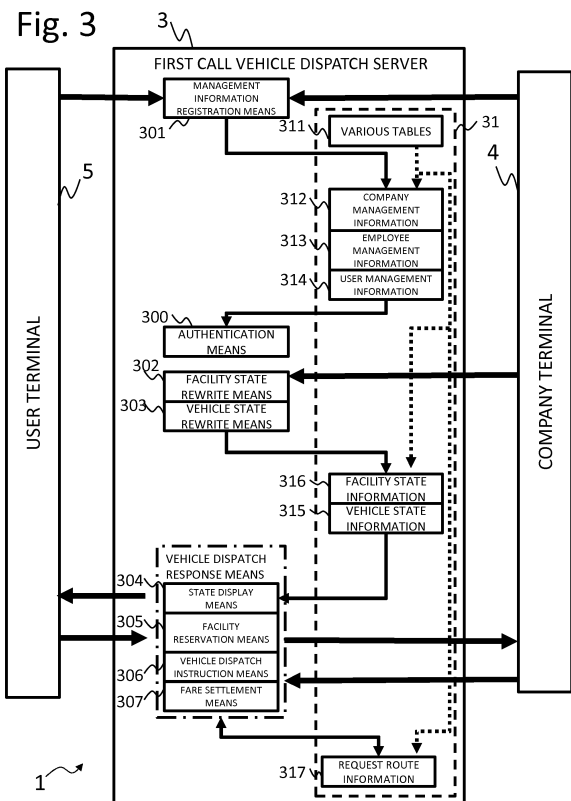 Fig. 3
3
FIRST CALL VEHICLE DISPATCH SERVER
MANAGEMENT
INFORMATION
REGISTRATION MEANS
301
311
VARIOUS TABLES
31
5
4
312
COMPANY
MANAGEMENT
INFORMATION
313
EMPLOYEE
MANAGEMENT
INFORMATION
314
USER MANAGEMENT
INFORMATION
300
AUTHENTICATION
MEANS
302
FACILITY STATE
REWRITE MEANS
303
VEHICLE STATE
REWRITE MEANS
USER TERMINAL
COMPANY TERMINAL
316
FACILITY STATE
INFORMATION
315
VEHICLE STATE
INFORMATION
VEHICLE DISPATCH
RESPONSE MEANS
304
STATE DISPLAY
MEANS
305
FACILITY
RESERVATION MEANS
306
VEHICLE DISPATCH
INSTRUCTION MEANS
307
FARE SETTLEMENT
MEANS
317
REQUEST ROUTE
INFORMATION
1